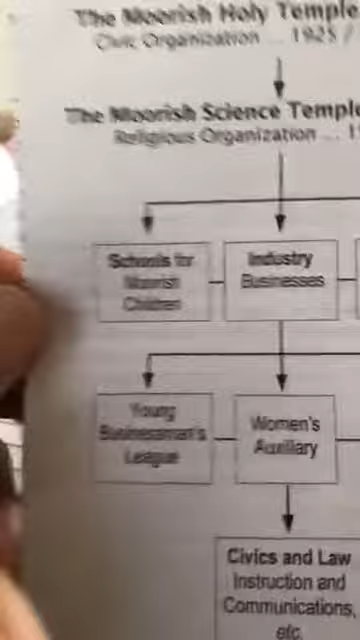 The Moorish Holy Temple
Civic Organization ... 1925 /
The Moorish Science Temple
Religious Organization ... 1
Schools for
Moorish
Children
Industry
Businesses
Young
Businessman's
League
Women's
Auxiliary
Civics and Law
Instruction and
Communications,
etc.